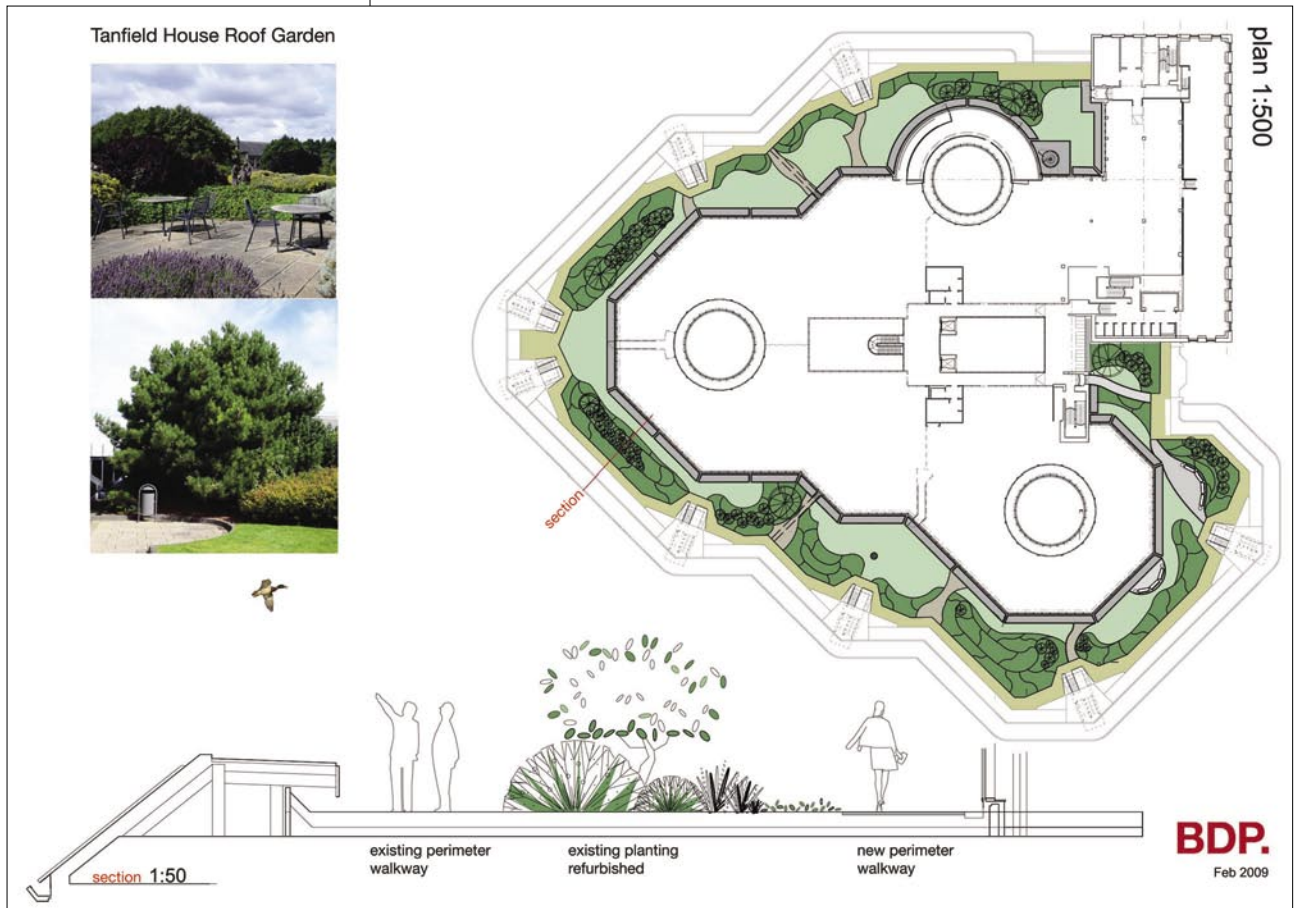 Tanfield House Roof Garden
plan 1:500
section
existing perimeter
walkway
existing planting
refurbished
new perimeter
walkway
section 1:50
BDP.
Feb 2009